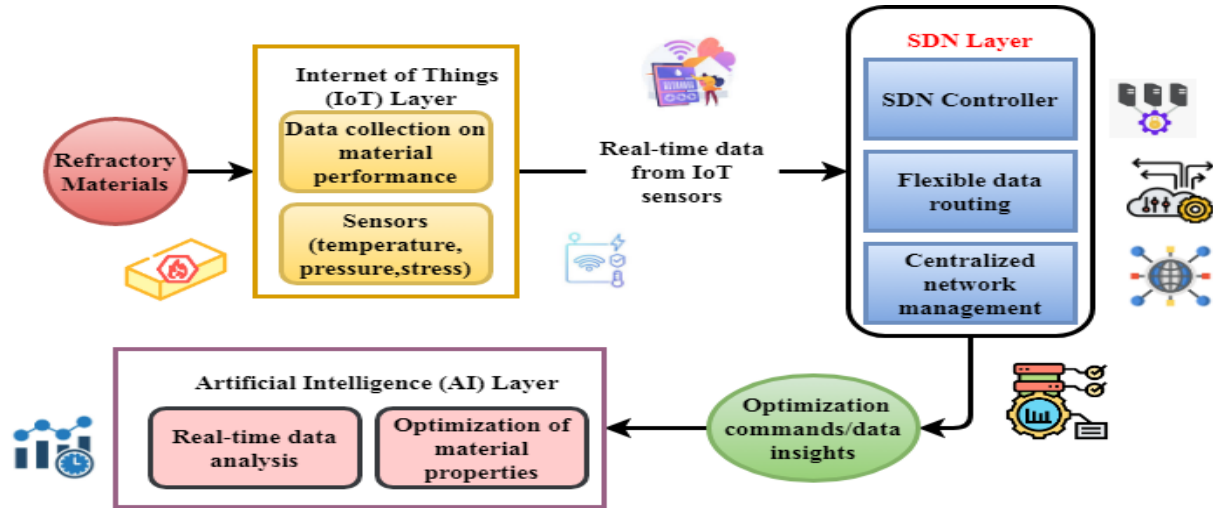 Refractory
Materials
Internet of Things
(IoT) Layer
Data collection on
material
performance
Sensors
(temperature,
pressure,stress)
Real-time data
from IoT
sensors
SDN Layer
SDN Controller
Flexible data
routing
Centralized
network
management
Optimization
commands/data
insights
Artificial Intelligence (AI) Layer
Real-time data
analysis
Optimization of
material
properties